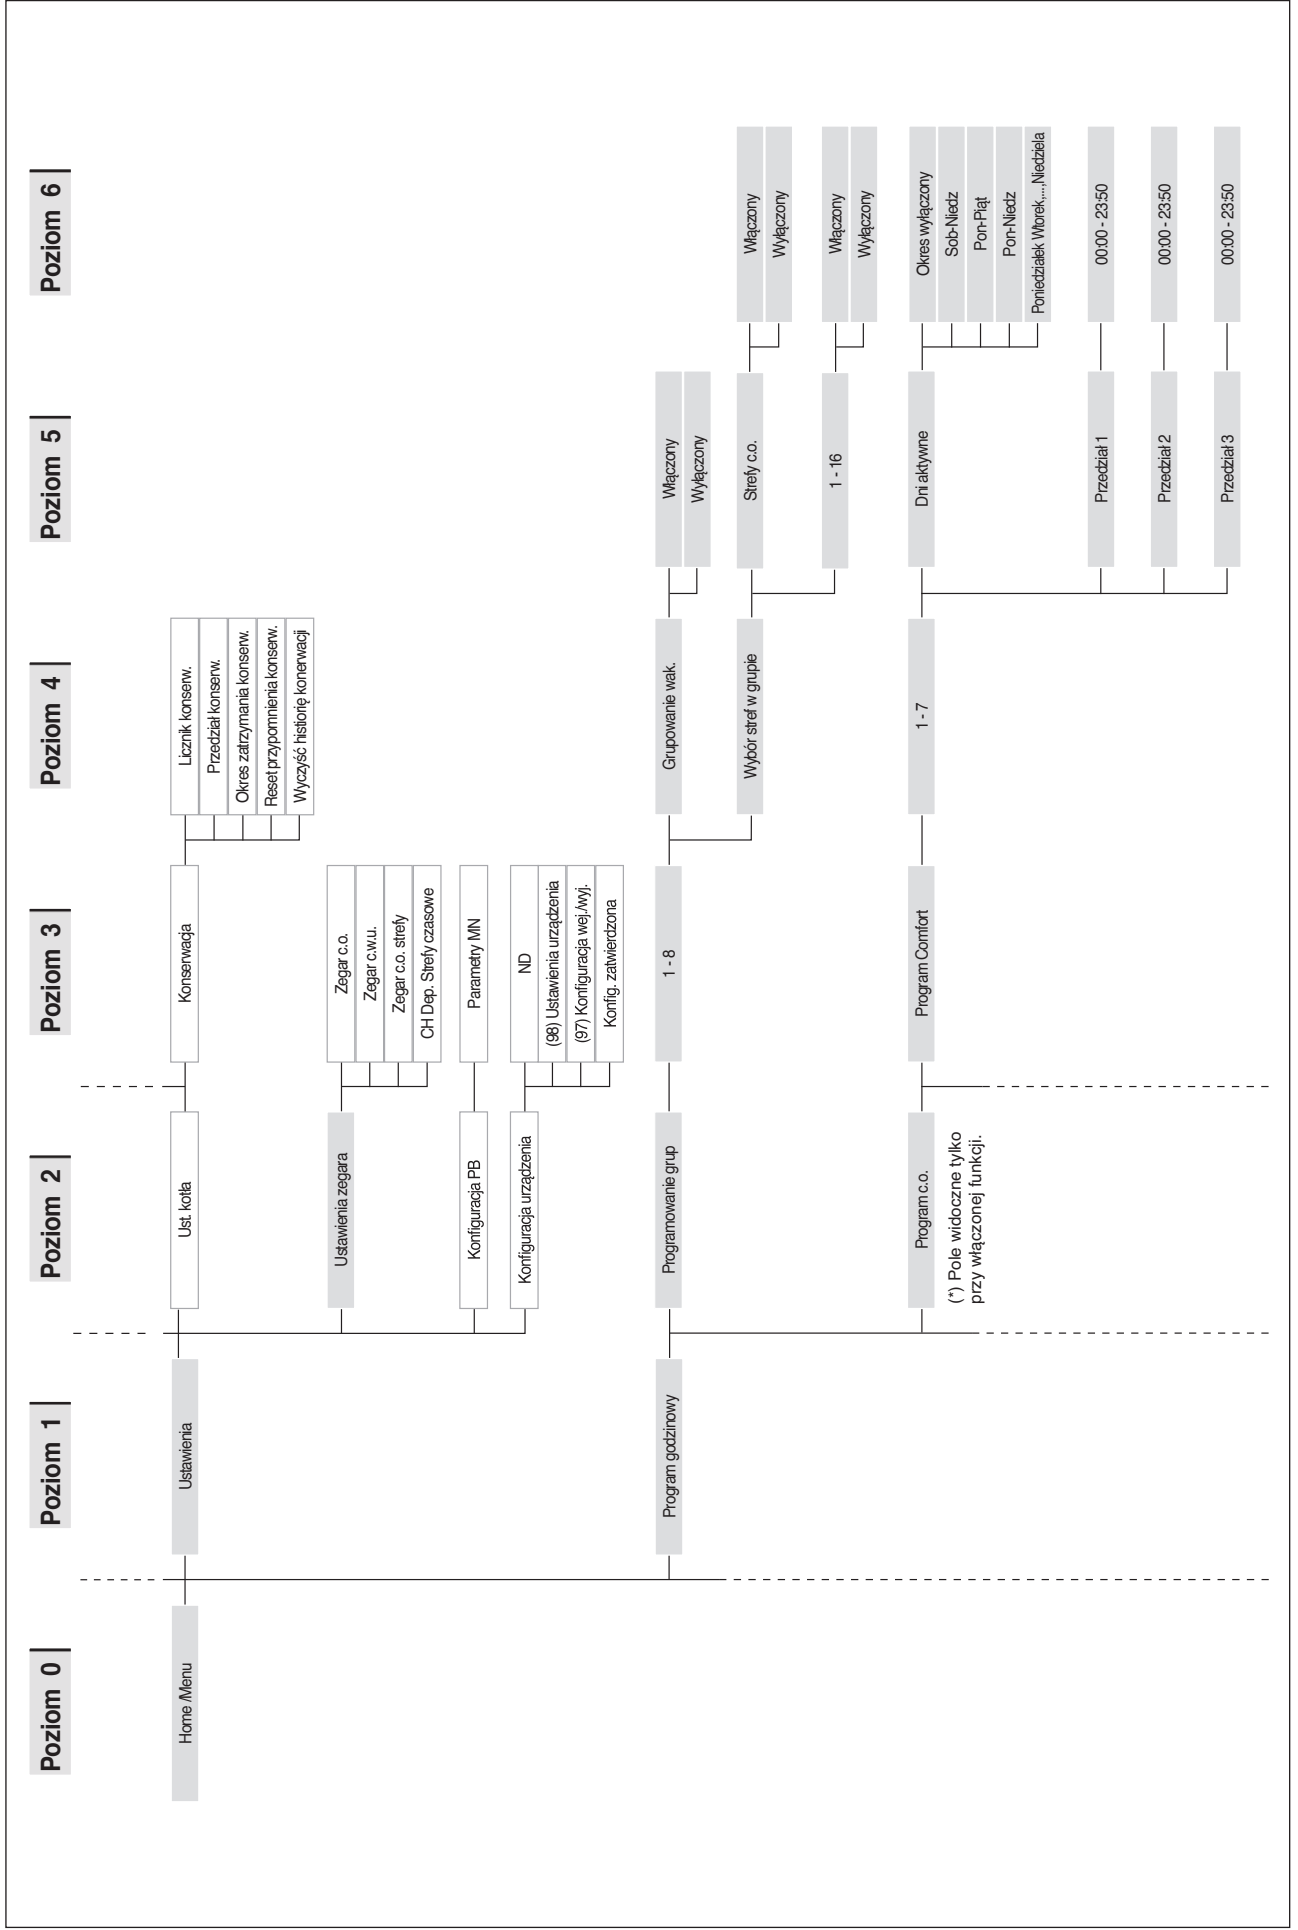 Poziom 0
Poziom 1
Poziom 2
Poziom 3
Poziom 4
Poziom 5
Poziom 6
Home /Menu
Ustawienia
Ust. kotła
Konserwacja
Licznik konserw.
Przedział konserw.
Okres zatrzymania konserw.
Reset przypomnienia konserw.
Wyczyść histiorię konerwacji
Ustawienia zegara
Zegar c.o.
Zegar c.w.u.
Zegar c.o. strefy
CH Dep. Strefy czasowe
Konfiguracja PB
Parametry MN
Konfiguracja urządzenia
ND
(98) Ustawienia urządzenia
(97) Konfiguracja wej./wyj.
Konfig. zatwierdzona
Program godzinowy
Programowanie grup
1 - 8
Grupowanie wak.
Włączony
Wyłączony
Wybór stref w grupie
Strefy c.o.
Włączony
Wyłączony
1 - 16
Włączony
Wyłączony
Program c.o.
(*) Pole widoczne tylko
przy włączonej funkcji.
Program Comfort
1 - 7
Dni aktywne
Okres wyłączony
Sob-Niedz
Pon-Piąt
Pon-Niedz
Poniedziałek Wtorek,...,Niedziela
Przedział 1
00:00 - 23:50
Przedział 2
00:00 - 23:50
Przedział 3
00:00 - 23:50